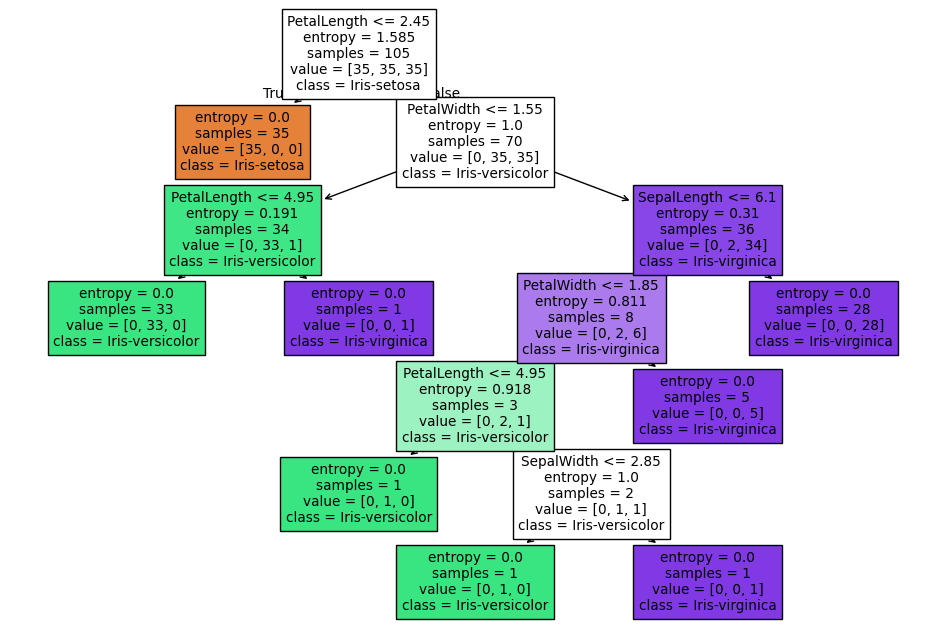 PetalLength <= 2.45
entropy = 1.585
samples = 105
value = [35, 35, 35]
class = Iris-setosa
entropy = 0.0
samples = 35
value = [35, 0, 0]
class = Iris-setosa
PetalWidth <= 1.55
entropy = 1.0
samples = 70
value = [0, 35, 35]
class = Iris-versicolor
PetalLength <= 4.95
entropy = 0.191
samples = 34
value = [0, 33, 1]
class = Iris-versicolor
SepalLength <= 6.1
entropy = 0.31
samples = 36
value = [0, 2, 34]
class = Iris-virginica
entropy = 0.0
samples = 33
value = [0, 33, 0]
class = Iris-versicolor
entropy = 0.0
samples = 1
value = [0, 0, 1]
class = Iris-virginica
PetalWidth <= 1.85
entropy = 0.811
samples = 8
value = [0, 2, 6]
class = Iris-virginica
entropy = 0.0
samples = 28
value = [0, 0, 28]
class = Iris-virginica
PetalLength <= 4.95
entropy = 0.918
samples = 3
value = [0, 2, 1]
class = Iris-versicolor
entropy = 0.0
samples = 5
value = [0, 0, 5]
class = Iris-virginica
entropy = 0.0
samples = 1
value = [0, 1, 0]
class = Iris-versicolor
SepalWidth <= 2.85
entropy = 1.0
samples = 2
value = [0, 1, 1]
class = Iris-versicolor
entropy = 0.0
samples = 1
value = [0, 1, 0]
class = Iris-versicolor
entropy = 0.0
samples = 1
value = [0, 0, 1]
class = Iris-virginica